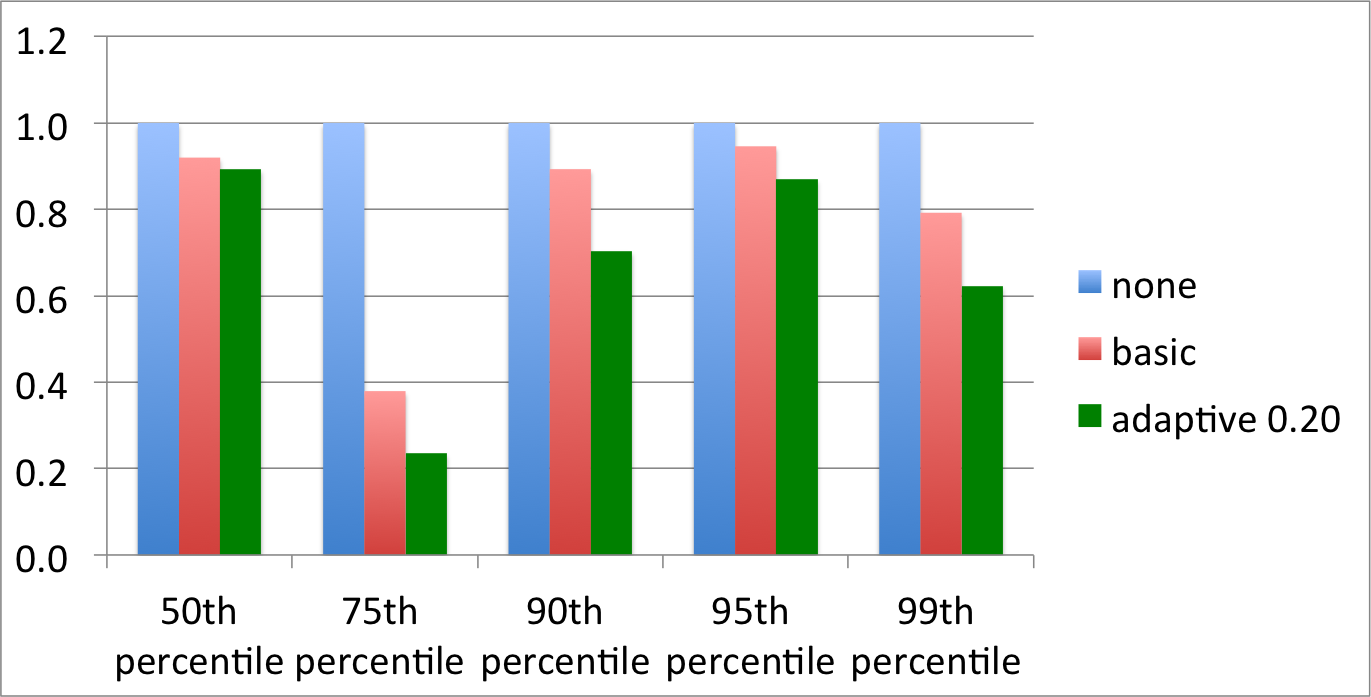 1.2
1.0
0.8
0.6
0.4
0.2
0.0
50th
percentile
75th
percentile
90th
percentile
95th
percentile
99th
percentile
none
basic
adaptive 0.20